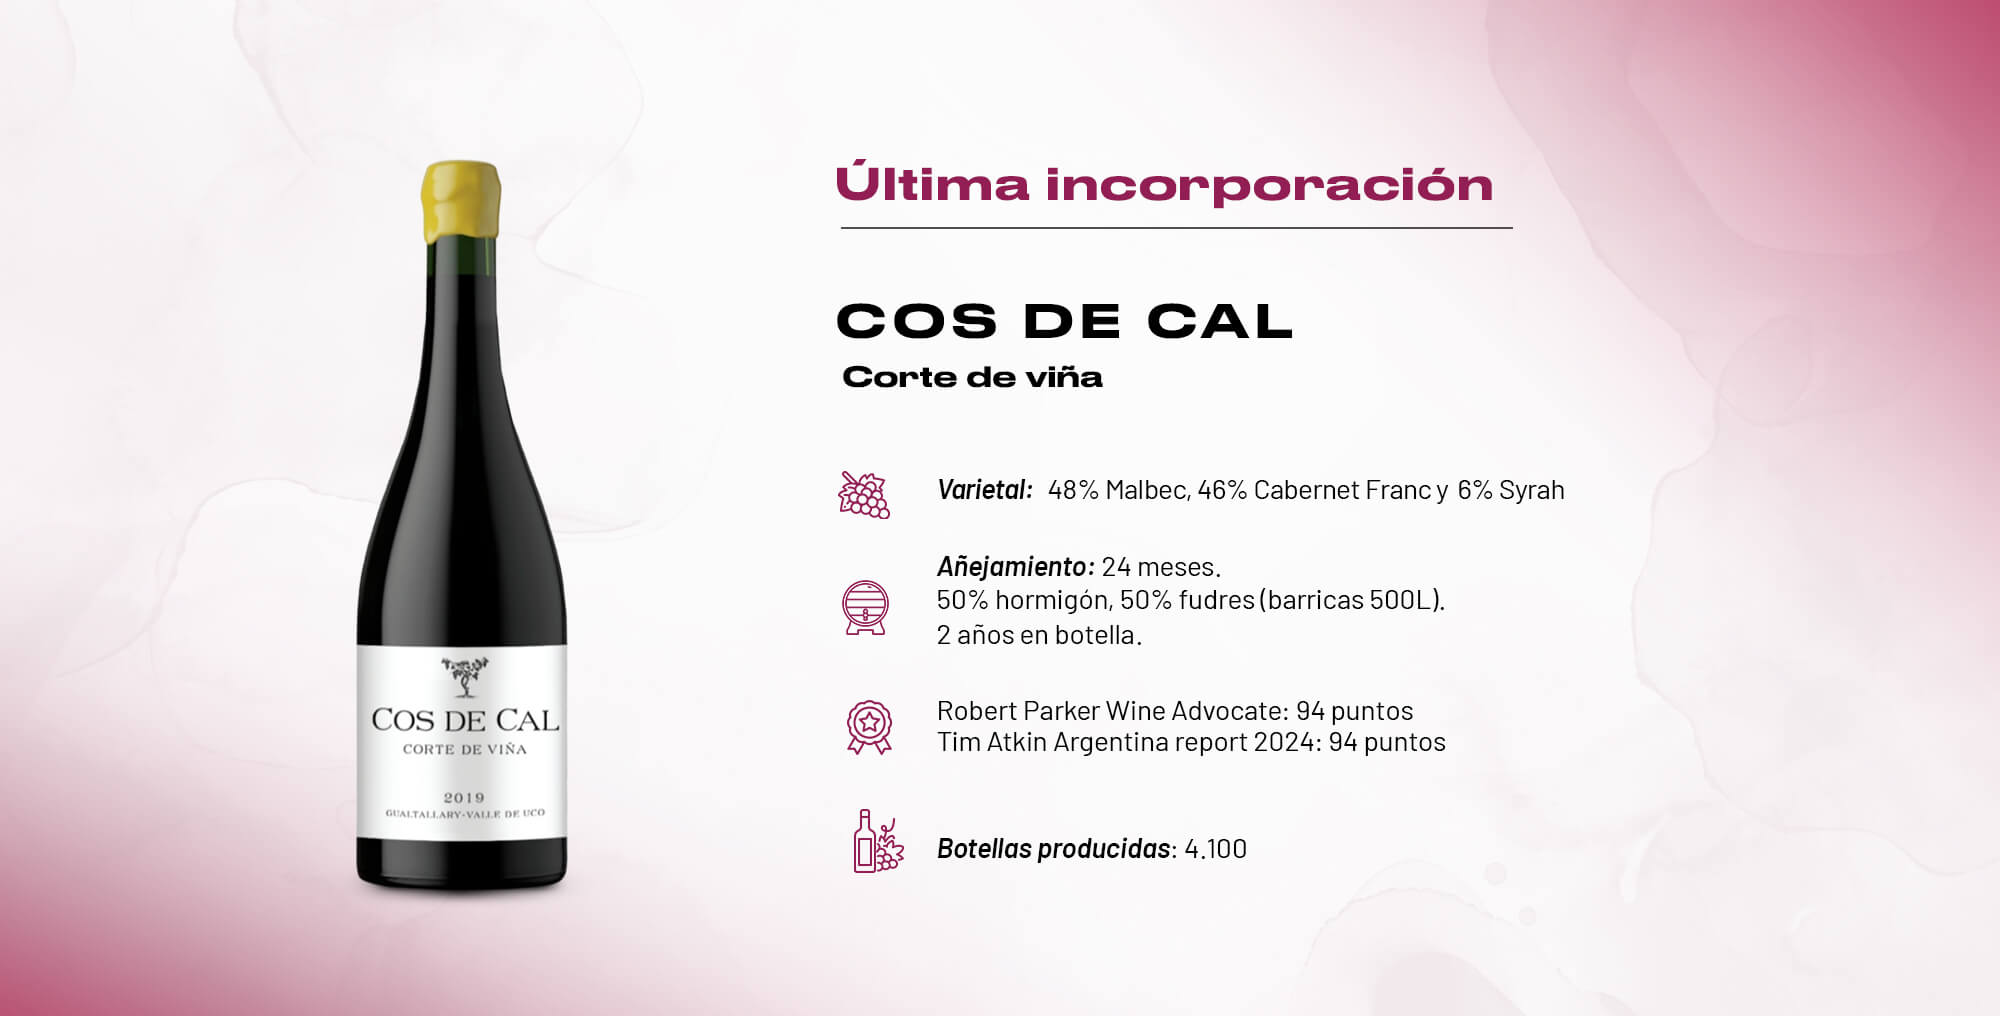 Última incorporación
COS DE CAL
Corte de viña
Varietal: 48% Malbec, 46% Cabernet Franc y 6% Syrah
Añejamiento: 24 meses.
50% hormigón, 50% fudres (barricas 500L).
2 años en botella.
Robert Parker Wine Advocate: 94 puntos
Tim Atkin Argentina report 2024: 94 puntos
Botellas producidas: 4.100
COS DE CAL
CORTE DE VIÑA
2019
GUALTALLARY-VALLE DE UCO